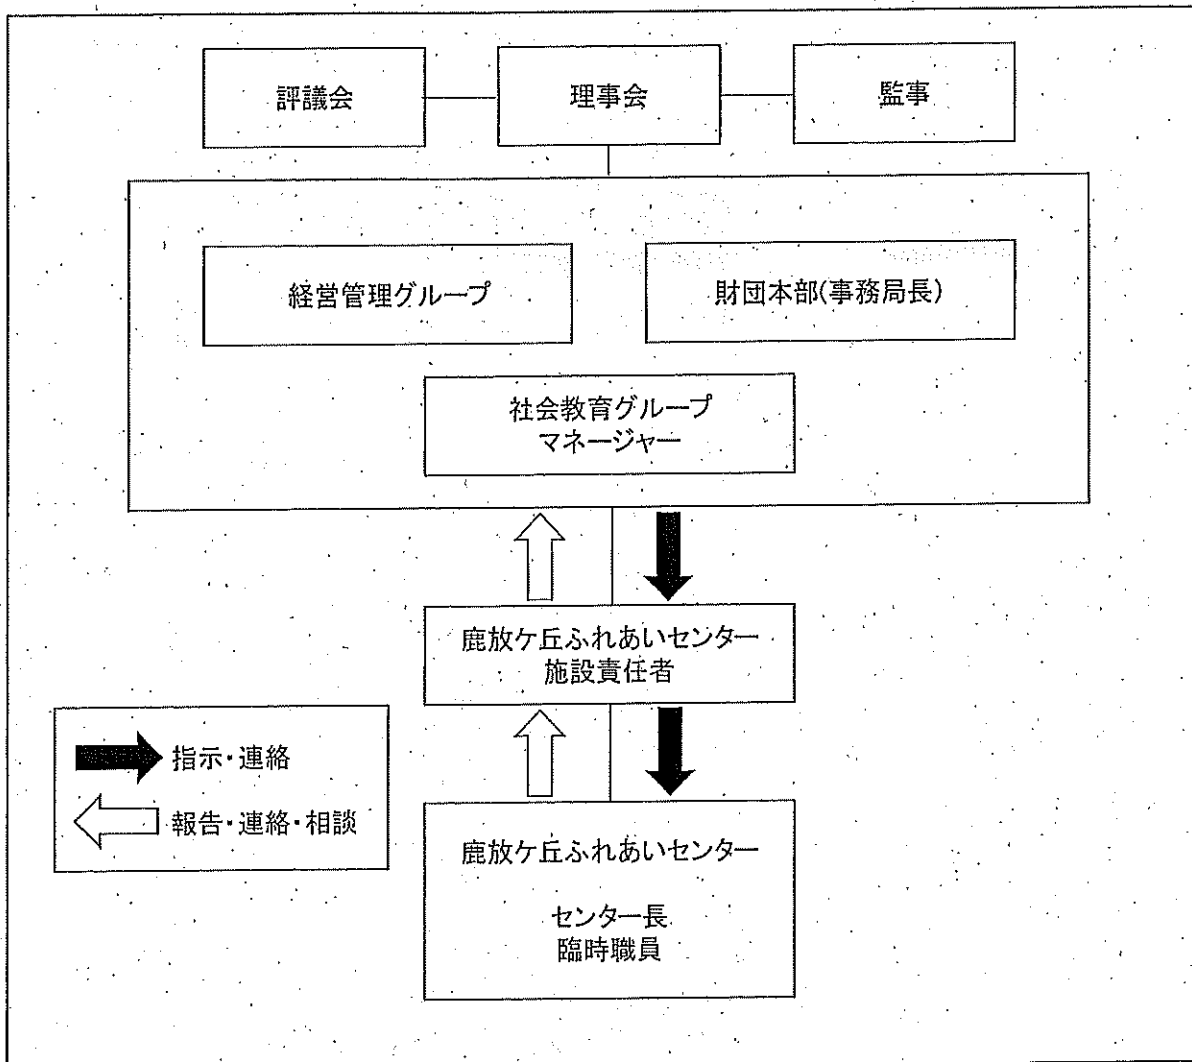 評議会
理事会
監事
経営管理グループ
財団本部(事務局長)
社会教育グループ
マネージャー
鹿放ケ丘ふれあいセンター
施設責任者
指示・連絡
報告・連絡・相談
鹿放ケ丘ふれあいセンター
センター長
臨時職員